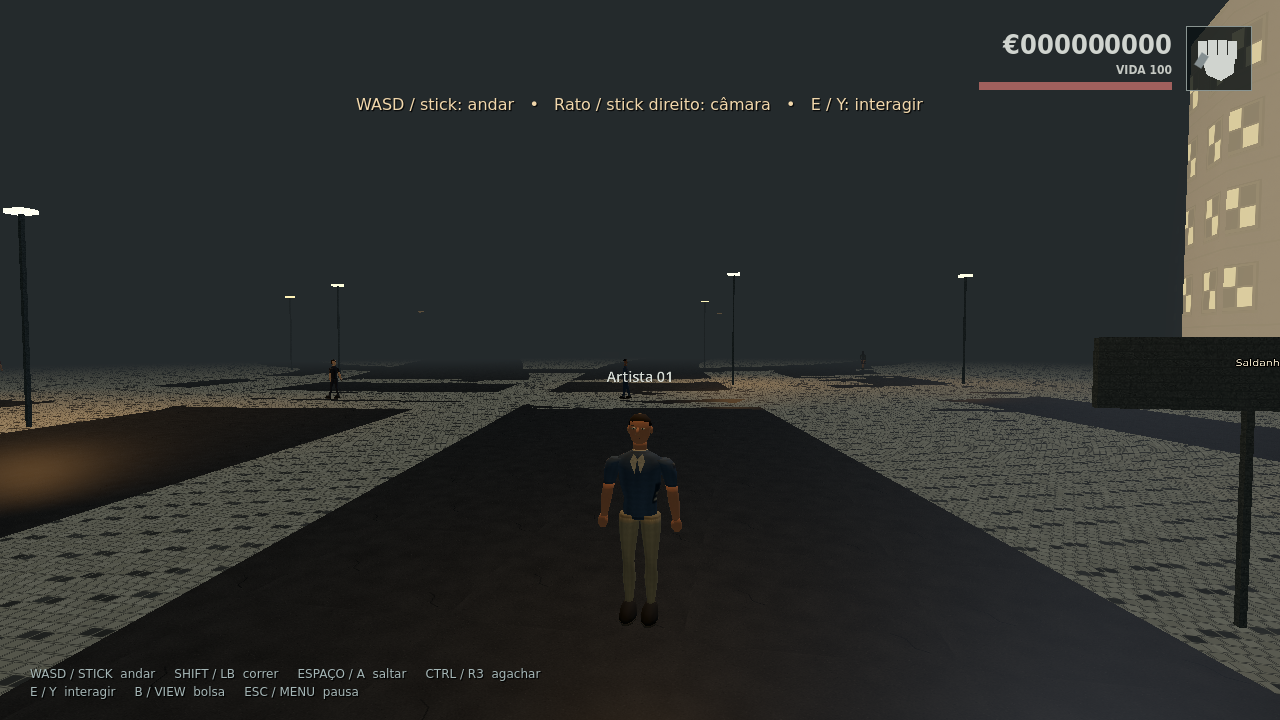 €000000000
VIDA 100
WASD / stick: andar • Rato / stick direito: câmara • E / Y: interagir
Saldanh
Artista 01
WASD / STICK andar SHIFT / LB correr ESPAÇO / A saltar CTRL / R3 agachar
E / Y interagir B / VIEW bolsa ESC / MENU pausa